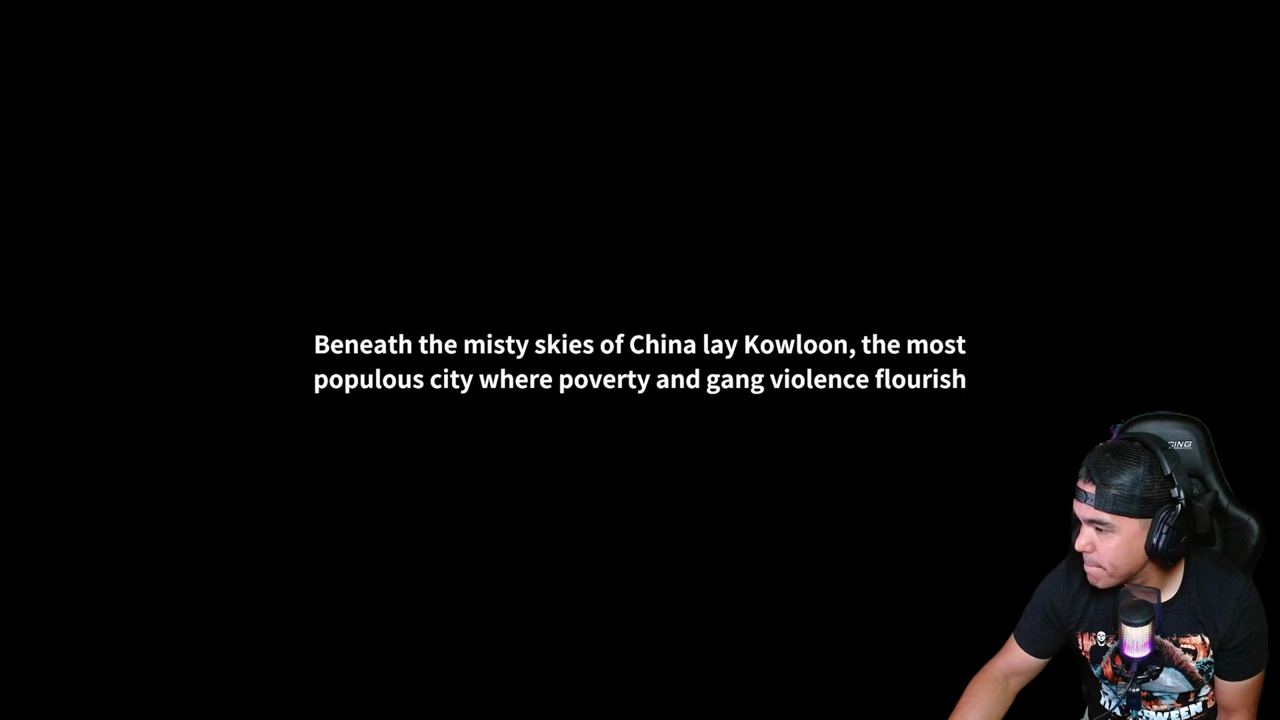 Beneath the misty skies of China lay Kowloon, the most
populous city where poverty and gang violence flourish